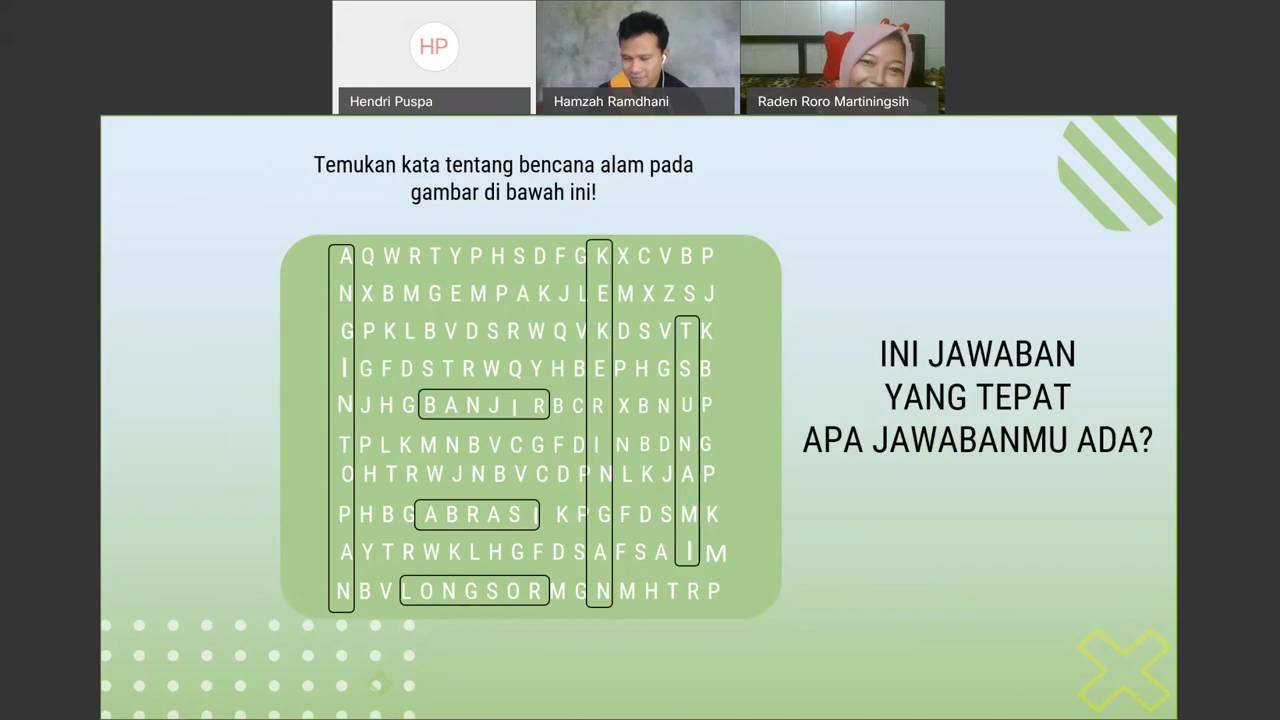 HP
Hendri Puspa
Hamzah Ramdhani
Raden Roro Martiningsih
Temukan kata tentang bencana alam pada
gambar di bawah ini!
A Q W R T Y P H S D F G K X C V B P
N X B M G E M P A K J L E M X Z S J
G P K L B V D S R W Q V K D S V T K
I G F D S T R W Q Y H B E P H G S B
N J H G B A N J I R B C R X B N U P
T P L K M N B V C G F D I N B D N G
O H T R W J N B V C D P N L K J A P
P H B G A B R A S I K P G F D S M K
A Y T R W K L H G F D S A F S A I M
N B V L O N G S O R M G N M H T R P
INI JAWABAN
YANG TEPAT
APA JAWABANMU ADA?